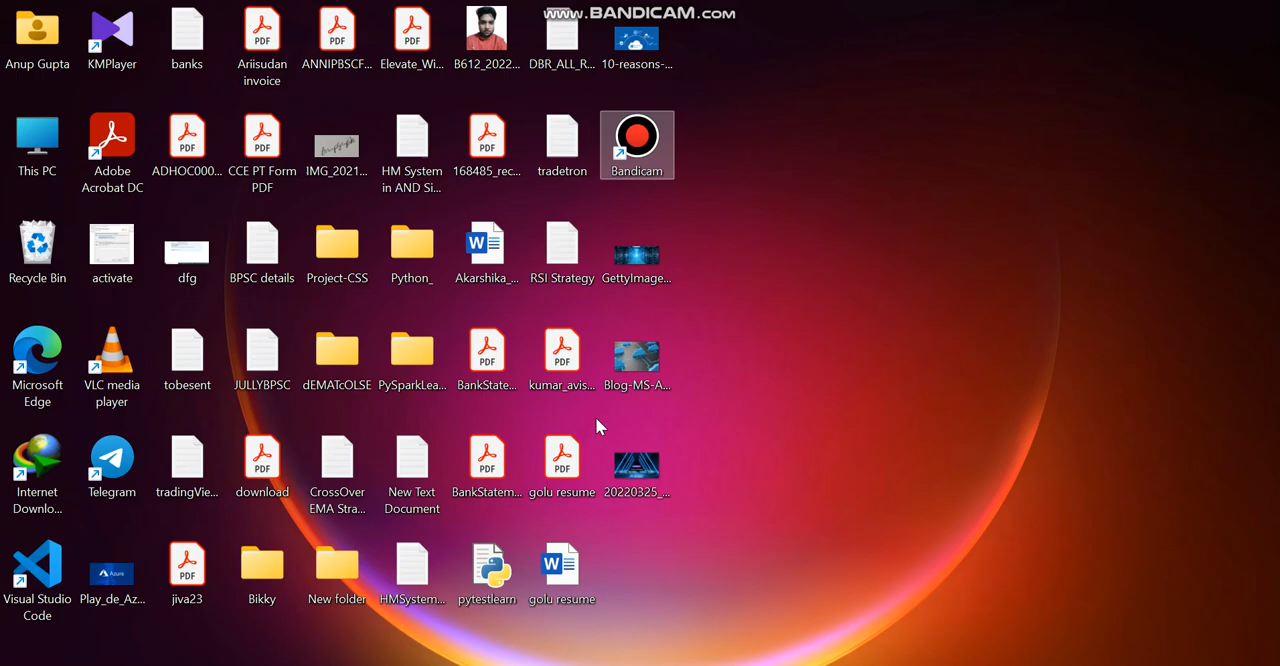 www.BANDICAM.com
Anup Gupta
KMPlayer
banks
Ariisudan
invoice
ANNIPBSCF...
Elevate_Wi...
B612_2022...
DBR_ALL_R...
10-reasons-...
This PC
Adobe
Acrobat DC
PDF
ADHOC000...
CCE PT Form
PDF
IMG_2021...
HM System
in AND Si...
168485_rec...
tradetron
Bandicam
Recycle Bin
activate
dfg
BPSC details
Project-CSS
Python_
Akarshika_...
RSI Strategy
GettyImage...
Microsoft
Edge
VLC media
player
tobesent
JULLYBPSC
dEMATcOLSE
PySparkLea...
BankState...
kumar_avis...
Blog-MS-A...
Internet
Downlo...
Telegram
tradingVie...
download
CrossOver
EMA Stra...
New Text
Document
BankStatem...
golu resume
20220325_...
Visual Studio
Code
Azure
Play_de_Az...
jiva23
Bikky
New folder
HMSystem...
pytestlearn
golu resume